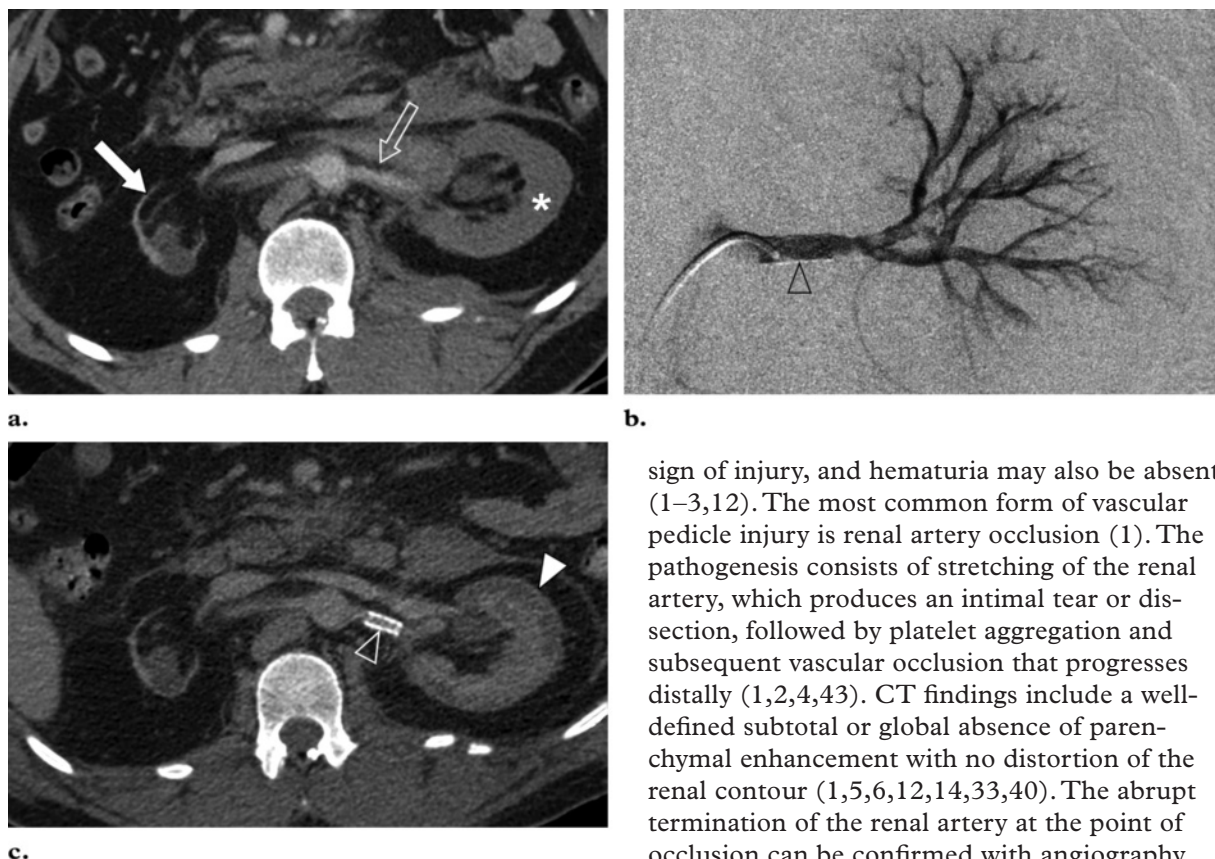 *
a.
b.
c.
sign of injury, and hematuria may also be absent
(1–3,12). The most common form of vascular
pedicle injury is renal artery occlusion (1). The
pathogenesis consists of stretching of the renal
artery, which produces an intimal tear or dis-
section, followed by platelet aggregation and
subsequent vascular occlusion that progresses
distally (1,2,4,43). CT findings include a well-
defined subtotal or global absence of paren-
chymal enhancement with no distortion of the
renal contour (1,5,6,12,14,33,40). The abrupt
termination of the renal artery at the point of
occlusion can be confirmed with angiography